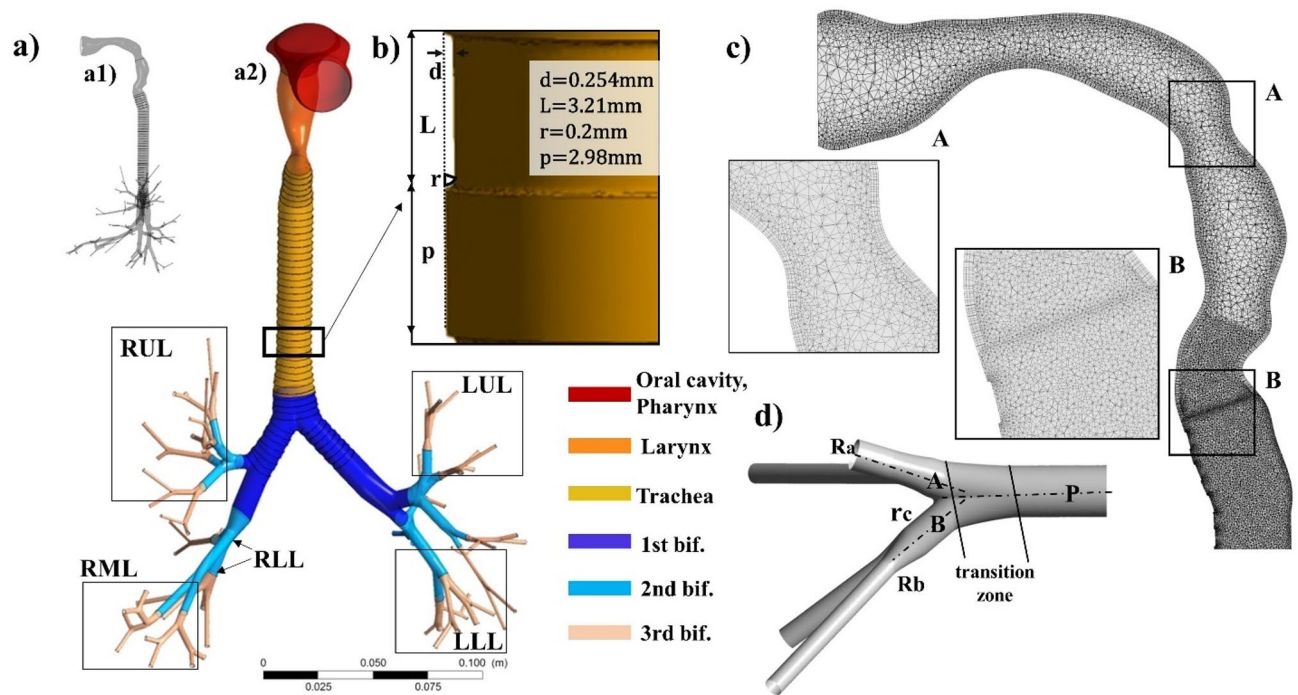 a)
a1)
a2)
b)
d
L
r
p
d=0.254mm
L=3.21mm
r=0.2mm
p=2.98mm
c)
A
A
B
B
RUL
LUL
RML
RLL
LLL
Oral cavity,
Pharynx
Larynx
Trachea
1st bif.
2nd bif.
3rd bif.
0 0.050 0.100 (m)
0.025 0.075
d)
Ra
A
P
rc
B
Rb
transition
zone